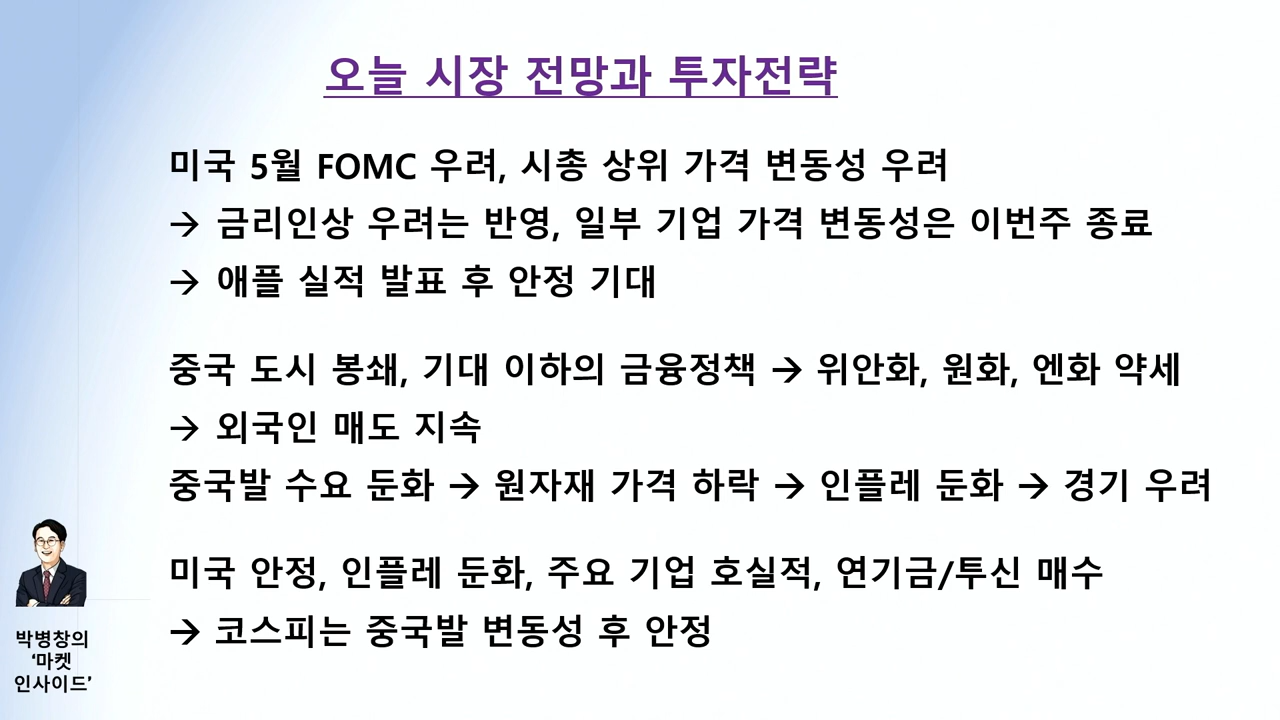 오늘 시장 전망과 투자전략
미국 5월 FOMC 우려, 시총 상위 가격 변동성 우려
→ 금리인상 우려는 반영, 일부 기업 가격 변동성은 이번주 종료
→ 애플 실적 발표 후 안정 기대
중국 도시 봉쇄, 기대 이하의 금융정책 → 위안화, 원화, 엔화 약세
→ 외국인 매도 지속
중국발 수요 둔화 → 원자재 가격 하락 → 인플레 둔화 → 경기 우려
미국 안정, 인플레 둔화, 주요 기업 호실적, 연기금/투신 매수
→ 코스피는 중국발 변동성 후 안정
박병창의
‘마켓
인사이드’